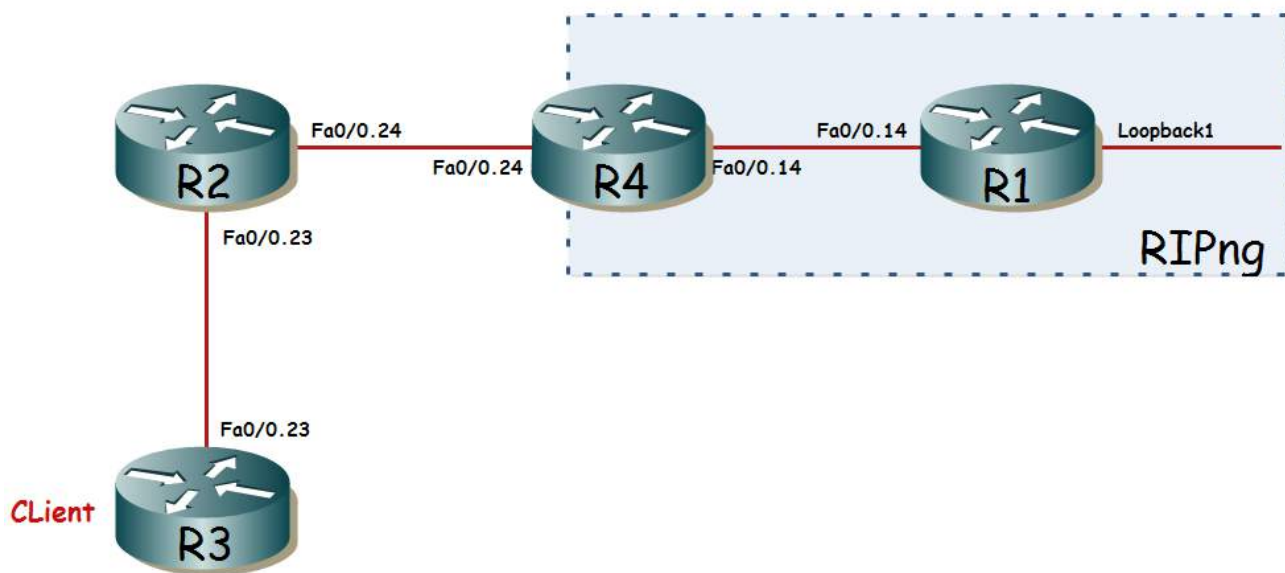 Fa0/0.24
Fa0/0.24
Fa0/0.14
Fa0/0.14
Loopback1
R2
R4
R1
Fa0/0.23
RIPng
Fa0/0.23
CLient
R3